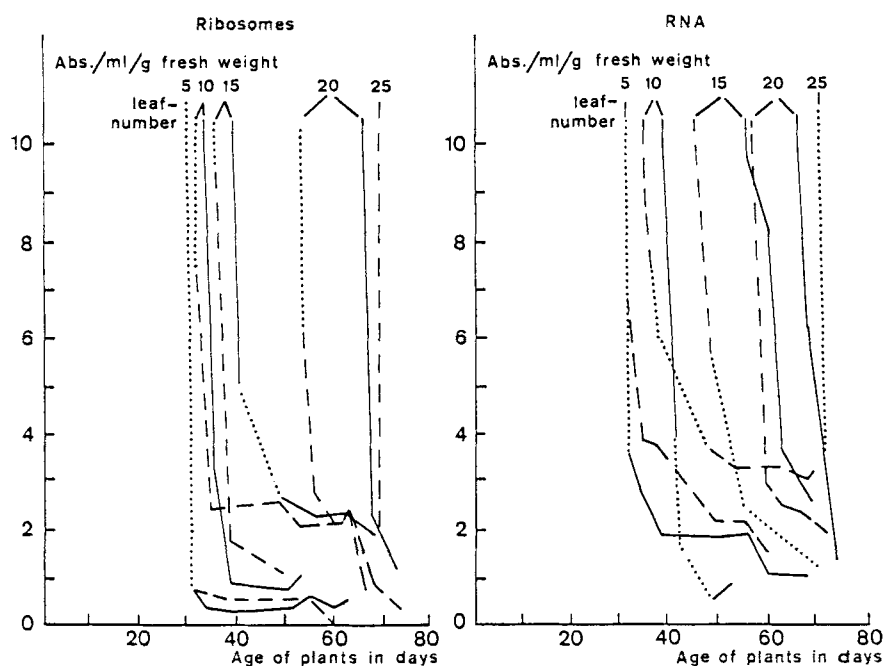 Ribosomes
Abs./ml/g fresh weight
5 10 15 20 25
leaf-
number
10
8
6
4
2
0
20 40 60 80
Age of plants in days
RNA
Abs./ml/g fresh weight
5 10 15 20 25
leaf-
number
10
8
6
4
2
0
20 40 60 80
Age of plants in days